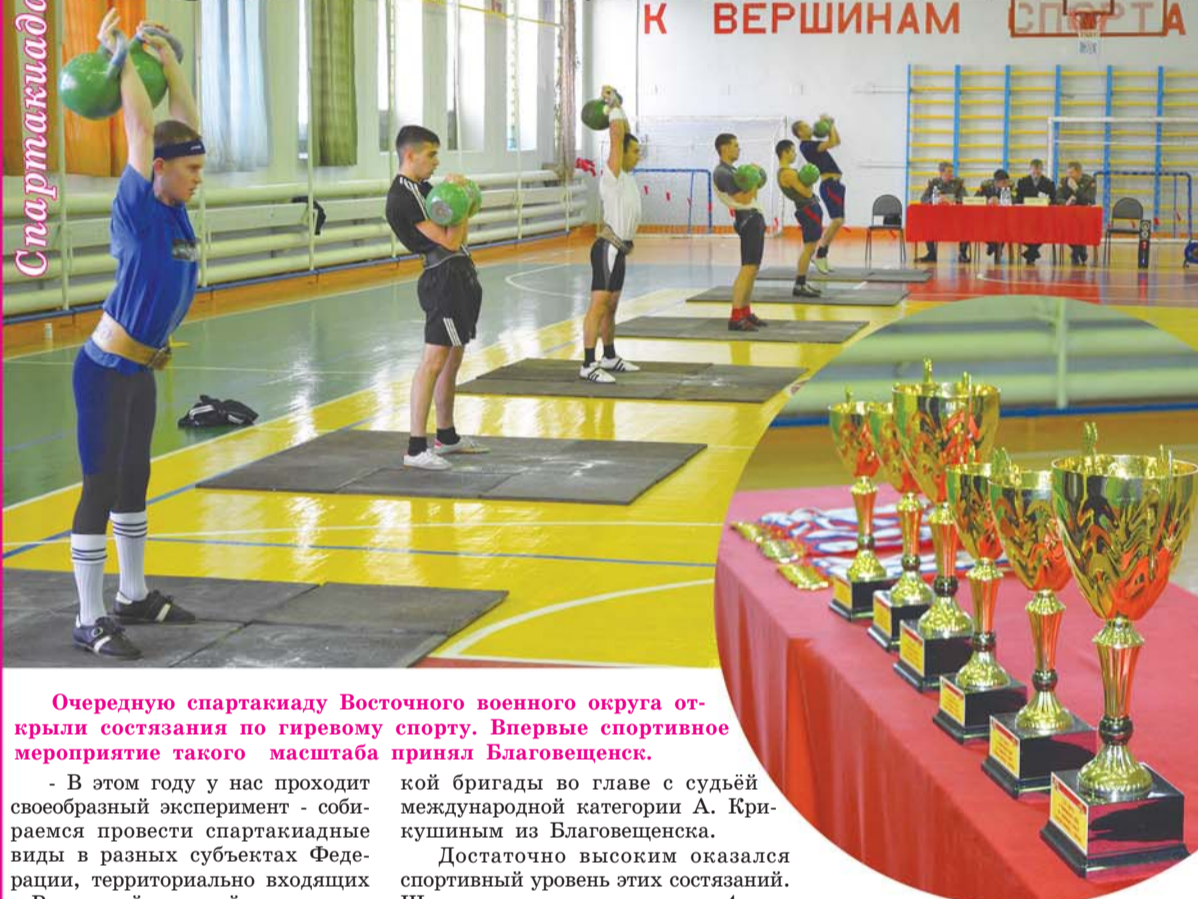 Спартакиада
К ВЕРШИНАМ СПОРТА
Очередную спартакиаду Восточного военного округа от-
крыли состязания по гиревому спорту. Впервые спортивное
мероприятие такого масштаба принял Благовещенск.
- В этом году у нас проходит
своеобразный эксперимент - соби-
раемся провести спартакиадные
виды в разных субъектах Феде-
рации, территориально входящих
кой бригады во главе с судьёй
международной категории А. Кри-
кушиным из Благовещенска.
Достаточно высоким оказался
спортивный уровень этих состязаний.